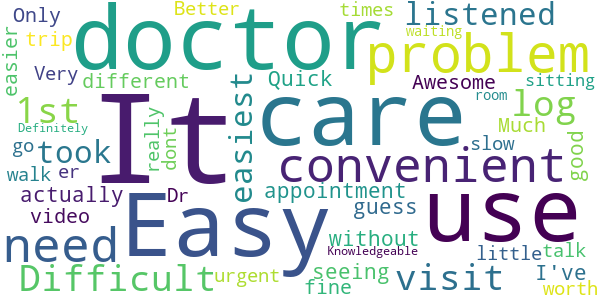 Only
Better
times
listened
doctor
trip
waiting
easier
Very
different
Quick
problem
Awesome
sitting
room
1st
It
care
log
Much
Definitely
really
dont
easiest
good
go
took
convenient
slow
walk
er
actually
Dr
appointment
use
video
Easy
guess
need
without
Knowledgeable
little
talk
Difficult
urgent
seeing
fine
visit
I've
worth